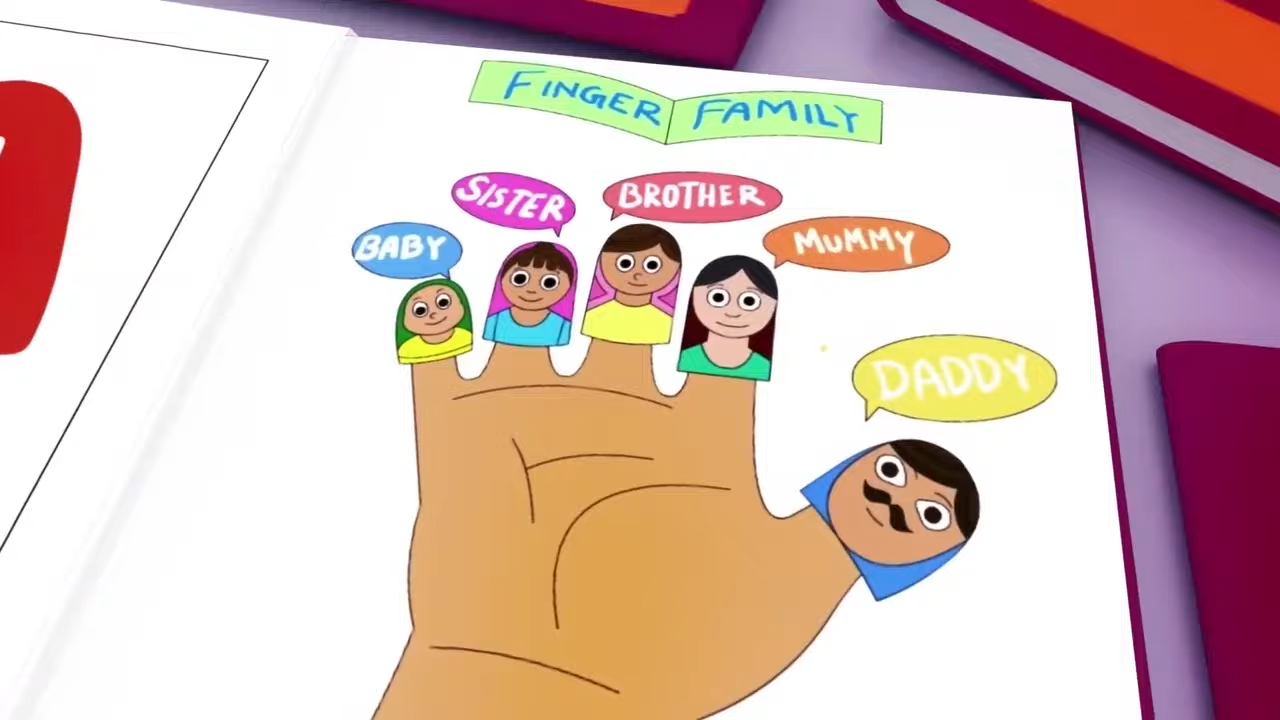 FINGER FAMILY
BABY
SISTER
BROTHER
MUMMY
DADDY